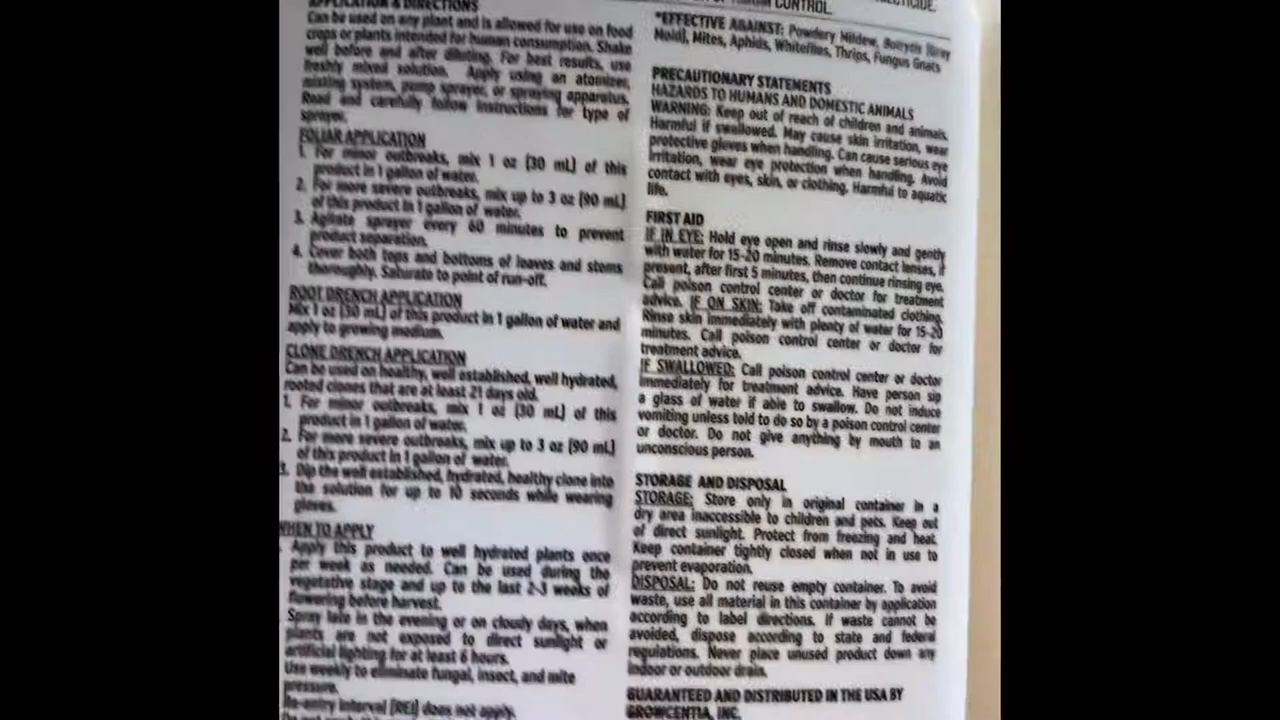 APPLICATION & DIRECTIONS
Can be used on any plant and is allowed for use on food
crops or plants intended for human consumption. Shake
well before and after diluting. For best results, use
freshly mixed solution. Apply using an atomizer,
misting system, pump sprayer, or spraying apparatus.
Read and carefully follow instructions for type of
sprayer.
FOLIAR APPLICATION
1. For minor outbreaks, mix 1 oz (30 mL) of this
product in 1 gallon of water.
2. For more severe outbreaks, mix up to 3 oz (90 mL)
of this product in 1 gallon of water.
3. Agitate sprayer every 60 minutes to prevent
product separation.
4. Cover both tops and bottoms of leaves and stems
thoroughly. Saturate to point of run-off.
ROOT DRENCH APPLICATION
Mix 1 oz (30 mL) of this product in 1 gallon of water and
apply to growing medium.
CLONE DRENCH APPLICATION
Can be used on healthy, well established, well hydrated,
rooted clones that are at least 21 days old.
1. For minor outbreaks, mix 1 oz (30 mL) of this
product in 1 gallon of water.
2. For more severe outbreaks, mix up to 3 oz (90 mL)
of this product in 1 gallon of water.
3. Dip the well established, hydrated, healthy clone into
the solution for up to 10 seconds while wearing
gloves.
WHEN TO APPLY
Apply this product to well hydrated plants once
per week as needed. Can be used during the
vegetative stage and up to the last 2-3 weeks of
flowering before harvest.
Spray late in the evening or on cloudy days, when
plants are not exposed to direct sunlight or
artificial lighting for at least 6 hours.
Use weekly to eliminate fungal, insect, and mite
pressure.
Re-entry interval (REI) does not apply.
CONTROL.
*EFFECTIVE AGAINST: Powdery Mildew, Botrytis (Gray
Mold), Mites, Aphids, Whiteflies, Thrips, Fungus Gnats
PRECAUTIONARY STATEMENTS
HAZARDS TO HUMANS AND DOMESTIC ANIMALS
WARNING: Keep out of reach of children and animals.
Harmful if swallowed. May cause skin irritation, wear
protective gloves when handling. Can cause serious eye
irritation, wear eye protection when handling. Avoid
contact with eyes, skin, or clothing. Harmful to aquatic
life.
FIRST AID
IF IN EYE: Hold eye open and rinse slowly and gently
with water for 15-20 minutes. Remove contact lenses, if
present, after first 5 minutes, then continue rinsing eye.
Call poison control center or doctor for treatment
advice. IF ON SKIN: Take off contaminated clothing.
Rinse skin immediately with plenty of water for 15-20
minutes. Call poison control center or doctor for
treatment advice.
IF SWALLOWED: Call poison control center or doctor
immediately for treatment advice. Have person sip
a glass of water if able to swallow. Do not induce
vomiting unless told to do so by a poison control center
or doctor. Do not give anything by mouth to an
unconscious person.
STORAGE AND DISPOSAL
STORAGE: Store only in original container in a
dry area inaccessible to children and pets. Keep out
of direct sunlight. Protect from freezing and heat.
Keep container tightly closed when not in use to
prevent evaporation.
DISPOSAL: Do not reuse empty container. To avoid
waste, use all material in this container by application
according to label directions. If waste cannot be
avoided, dispose according to state and federal
regulations. Never place unused product down any
indoor or outdoor drain.
GUARANTEED AND DISTRIBUTED IN THE USA BY
GROWCENTIA, INC.